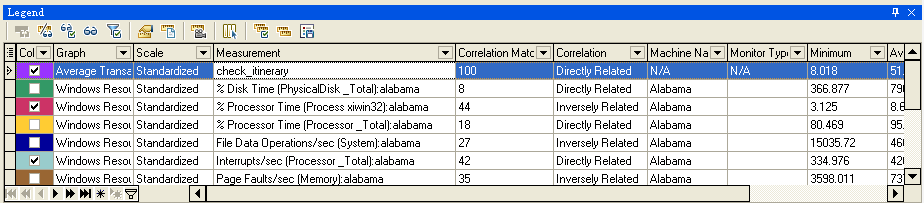 Legend
Col Graph Scale Measurement Correlation Matc Correlation Machine Na Monitor Typ Minimum Av
Average Transa Standardized check_itinerary 100 Directly Related N/A N/A 8.018 51.
Windows Resou Standardized % Disk Time (PhysicalDisk _Total):alabama 8 Directly Related Alabama 366.877 790
Windows Resou Standardized % Processor Time (Process xiwin32):alabama 44 Inversely Related Alabama 3.125 8.6
Windows Resou Standardized % Processor Time (Processor _Total):alabama 18 Directly Related Alabama 80.469 95.
Windows Resou Standardized File Data Operations/sec (System):alabama 27 Inversely Related Alabama 15035.72 460
Windows Resou Standardized Interrupts/sec (Processor _Total):alabama 42 Directly Related Alabama 334.976 420
Windows Resou Standardized Page Faults/sec (Memory):alabama 35 Inversely Related Alabama 3598.011 737